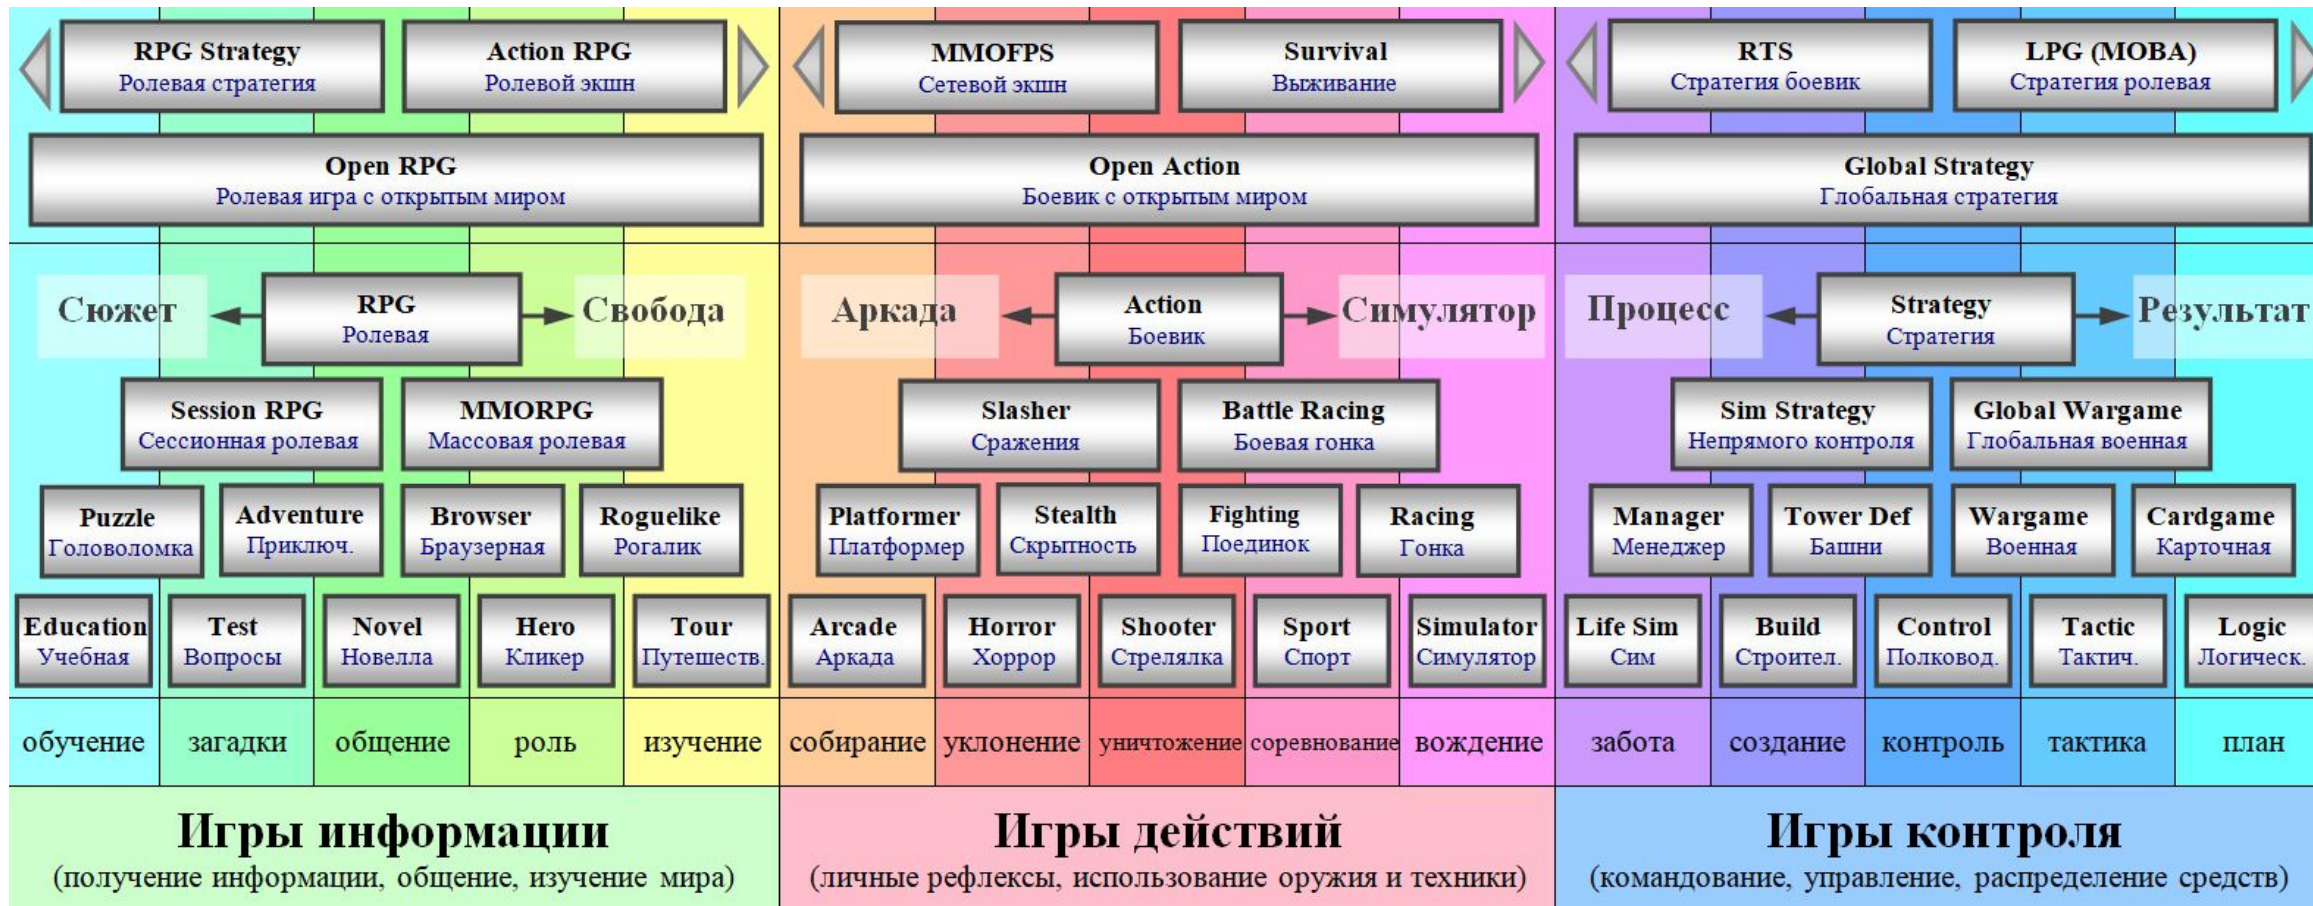 RPG Strategy
Ролевая стратегия
Action RPG
Ролевой экшн
MMOFPS
Сетевой экшн
Survival
Выживание
RTS
Стратегия боевик
LPG (MOBA)
Стратегия ролевая
Open RPG
Ролевая игра с открытым миром
Open Action
Боевик с открытым миром
Global Strategy
Глобальная стратегия
Сюжет
RPG
Ролевая
Свобода
Аркада
Action
Боевик
Симулятор
Процесс
Strategy
Стратегия
Результат
Session RPG
Сессионная ролевая
MMORPG
Массовая ролевая
Slasher
Сражения
Battle Racing
Боевая гонка
Sim Strategy
Непрямого контроля
Global Wargame
Глобальная военная
Puzzle
Головоломка
Adventure
Приключ.
Browser
Браузерная
Roguelike
Рогалик
Platformer
Платформер
Stealth
Скрытность
Fighting
Поединок
Racing
Гонка
Manager
Менеджер
Tower Def
Башни
Wargame
Военная
Cardgame
Карточная
Education
Учебная
Test
Вопросы
Novel
Новелла
Hero
Кликер
Tour
Путешеств.
Arcade
Аркада
Horror
Хоррор
Shooter
Стрелялка
Sport
Спорт
Simulator
Симулятор
Life Sim
Сим
Build
Строител.
Control
Полковод.
Tactic
Тактич.
Logic
Логическ.
обучение
загадки
общение
роль
изучение
собирание
уклонение
уничтожение
соревнование
вождение
забота
создание
контроль
тактика
план
Игры информации
(получение информации, общение, изучение мира)
Игры действий
(личные рефлексы, использование оружия и техники)
Игры контроля
(командование, управление, распределение средств)